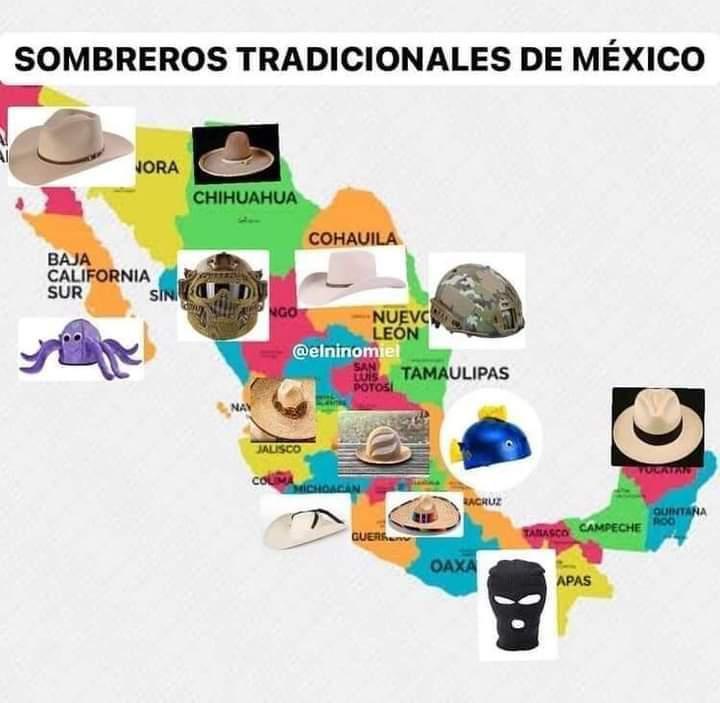 SOMBREROS TRADICIONALES DE MÉXICO
NORA
CHIHUAHUA
COHAUILA
BAJA
CALIFORNIA
SUR
SIN
NGO
NUEVO
LEÓN
@elninomiel
SAN
LUIS
POTOSÍ
TAMAULIPAS
NAY
JALISCO
COLIMA
MICHOACAN
RACRUZ
YUCATAN
QUINTANA
ROO
GUERRERO
TABASCO
CAMPECHE
OAXA
APAS